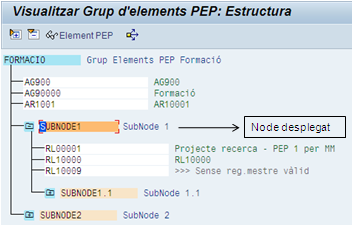 Visualitzar Grup d'elements PEP: Estructura
Element PEP
FORMACIO Grup Elements PEP Formació
AG900 AG900
AG90000 Formació
AR1001 AR10001
SUBNODE1 SubNode 1 Node desplegat
RL00001 Projecte recerca - PEP 1 per MM
RL10000 RL10000
RL10009 >>> Sense reg.mestre vàlid
SUBNODE1.1 SubNode 1.1
SUBNODE2 SubNode 2